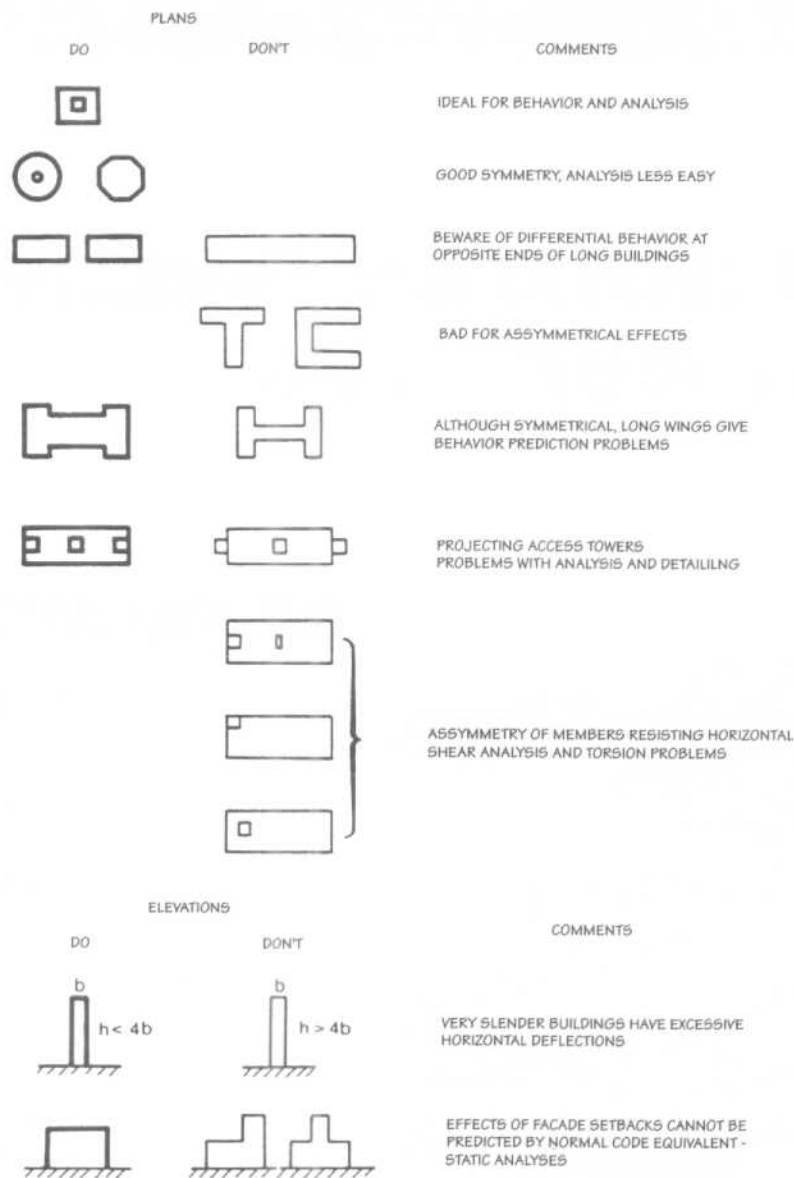 PLANS
DO DON'T COMMENTS
IDEAL FOR BEHAVIOR AND ANALYSIS
GOOD SYMMETRY, ANALYSIS LESS EASY
BEWARE OF DIFFERENTIAL BEHAVIOR AT
OPPOSITE ENDS OF LONG BUILDINGS
BAD FOR ASSYMMETRICAL EFFECTS
ALTHOUGH SYMMETRICAL, LONG WINGS GIVE
BEHAVIOR PREDICTION PROBLEMS
PROJECTING ACCESS TOWERS
PROBLEMS WITH ANALYSIS AND DETAILILNG
ASSYMMETRY OF MEMBERS RESISTING HORIZONTAL
SHEAR ANALYSIS AND TORSION PROBLEMS
ELEVATIONS
DO DON'T COMMENTS
b b
h < 4b h > 4b
VERY SLENDER BUILDINGS HAVE EXCESSIVE
HORIZONTAL DEFLECTIONS
EFFECTS OF FACADE SETBACKS CANNOT BE
PREDICTED BY NORMAL CODE EQUIVALENT -
STATIC ANALYSES